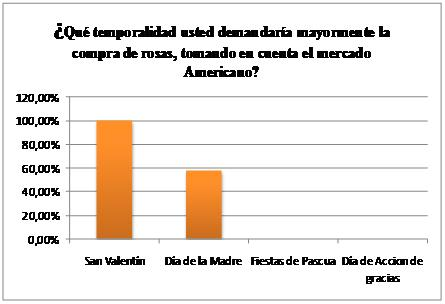 ¿Qué temporalidad usted demandaría mayormente la
compra de rosas, tomando en cuenta el mercado
Americano?
120,00%
100,00%
80,00%
60,00%
40,00%
20,00%
0,00%
San Valentín Día de la Madre Fiestas de Pascua Día de Accion de
gracias